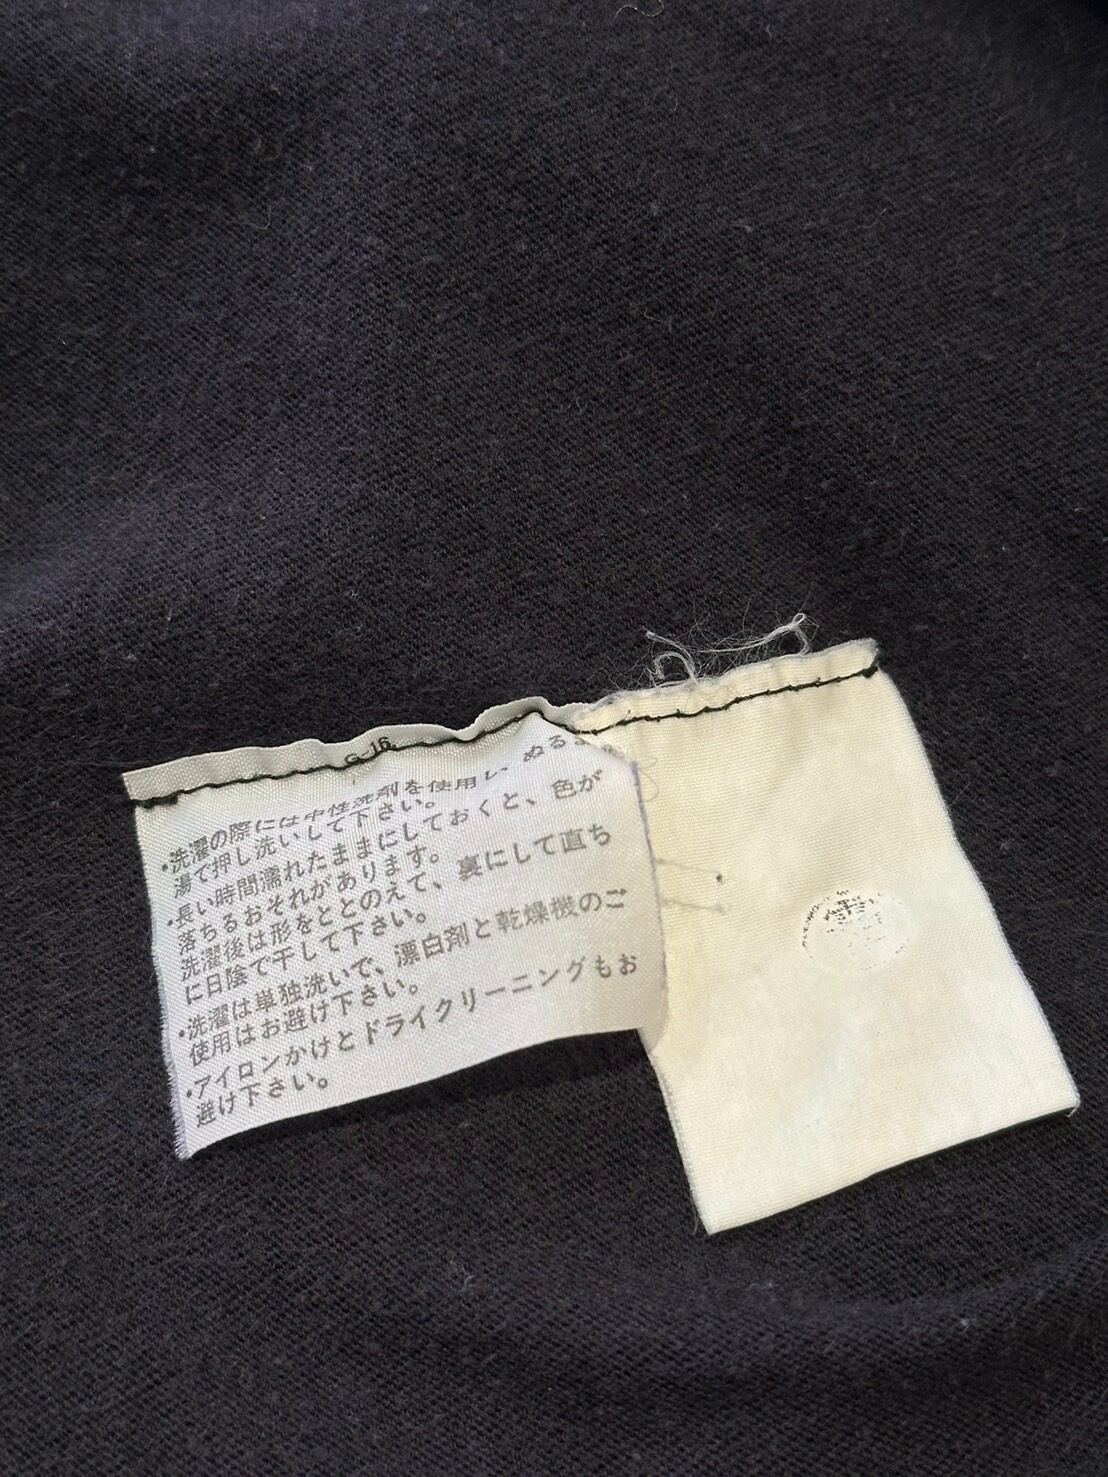 G-16
・洗濯の際には中性洗剤を使用し、ぬるま
湯で押し洗いして下さい。
・長い時間濡れたままにしておくと、色が
落ちるおそれがあります。
洗濯後は形をととのえて、裏にして直ち
に日陰で干して下さい。
・洗濯は単独洗いで、漂白剤と乾燥機のご
使用はお避け下さい。
・アイロンかけとドライクリーニングもお
避け下さい。